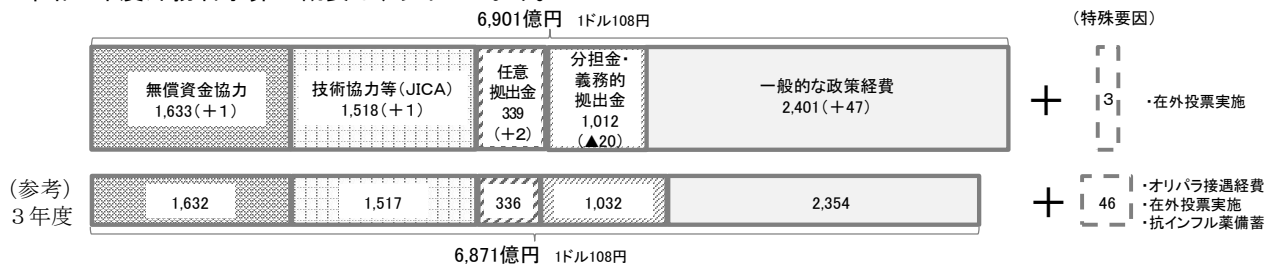 6,901億円 1ドル108円
(特殊要因)
無償資金協力
1,633(+1)
技術協力等(JICA)
1,518(+1)
任意
拠出金
339
(+2)
分担金・
義務的
拠出金
1,012
(▲20)
一般的な政策経費
2,401(+47)
+
3
・在外投票実施
(参考)
3年度
1,632
1,517
336
1,032
2,354
+
46
・オリパラ接遇経費
・在外投票実施
・抗インフル薬備蓄
6,871億円 1ドル108円